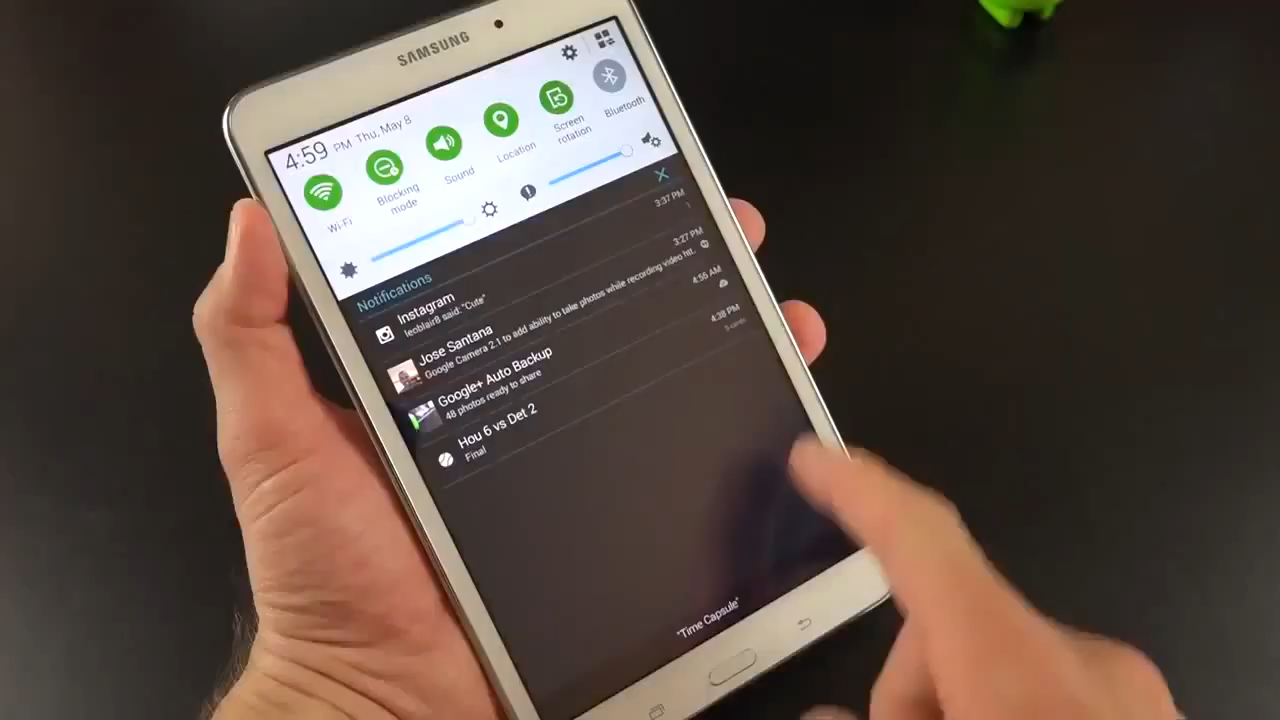 SAMSUNG
4:59 PM Thu, May 8
Wi-Fi
Blocking
mode
Sound
Location
Screen
rotation
Bluetooth
Notifications
Instagram
3:37 PM
leoblair8 said: "Cute"
1
Jose Santana
3:27 PM
Google Camera 2.1 to add ability to take photos while recording video htt..
Google+ Auto Backup
4:56 AM
48 photos ready to share
Hou 6 vs Det 2
4:38 PM
Final
"Time Capsule"